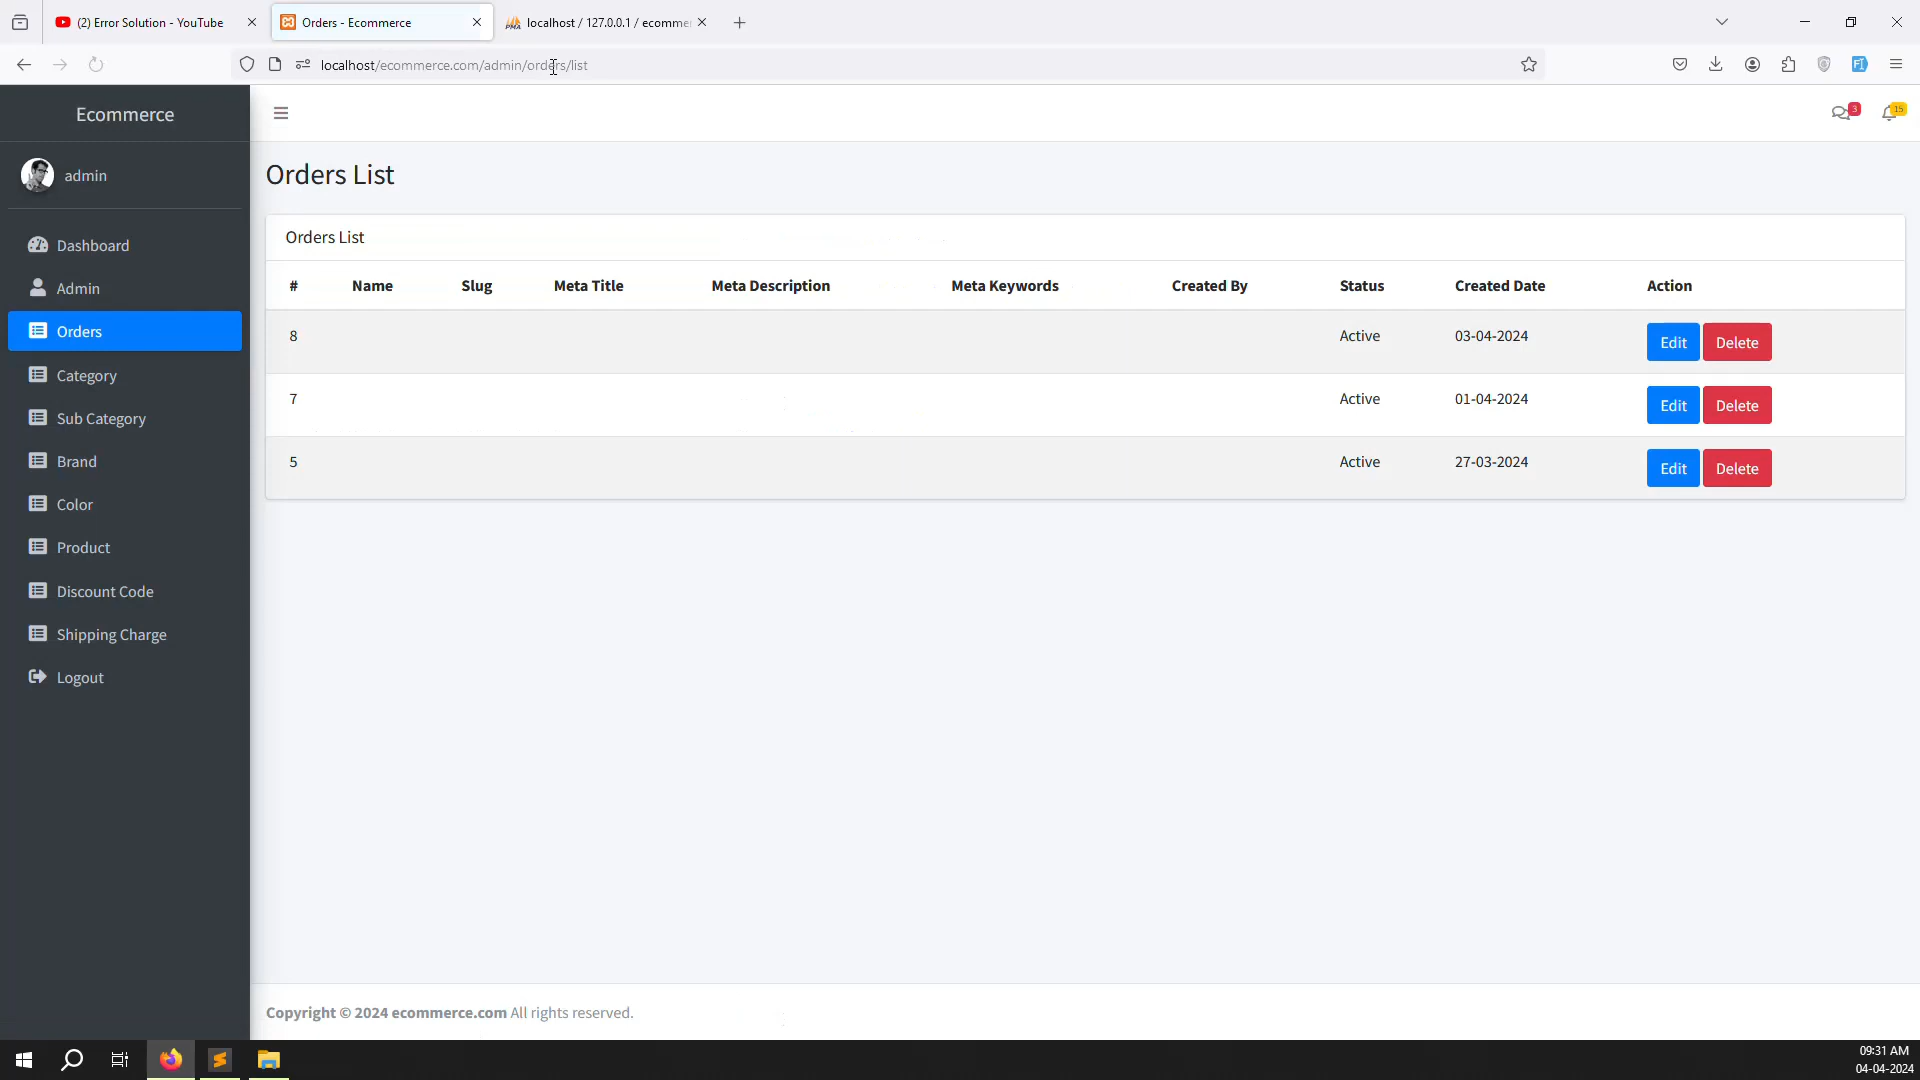 (2) Error Solution - YouTube
Orders - Ecommerce
localhost / 127.0.0.1 / ecomme
localhost/ecommerce.com/admin/orders/list
Ecommerce
3
15
admin
Orders List
Dashboard
Admin
Orders
Category
Sub Category
Brand
Color
Product
Discount Code
Shipping Charge
Logout
Orders List
# Name Slug Meta Title Meta Description Meta Keywords Created By Status Created Date Action
8 Active 03-04-2024 Edit Delete
7 Active 01-04-2024 Edit Delete
5 Active 27-03-2024 Edit Delete
Copyright © 2024 ecommerce.com All rights reserved.
09:31 AM
04-04-2024